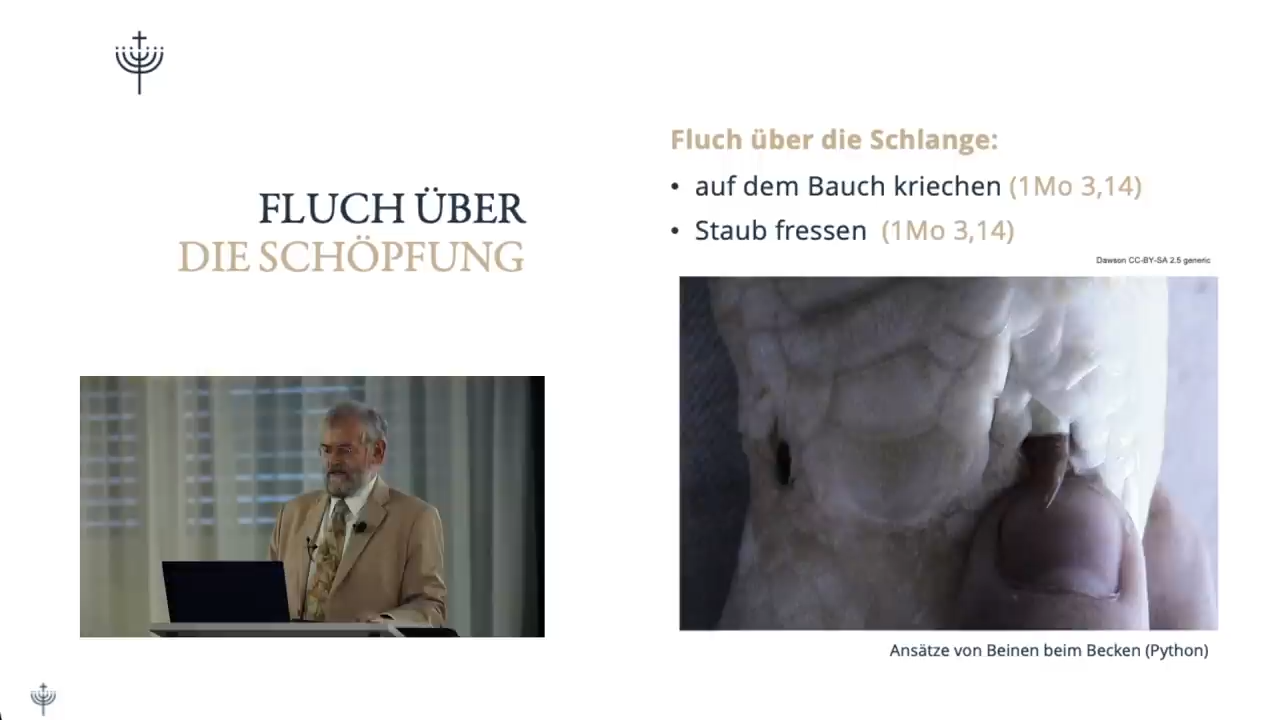 FLUCH ÜBER
DIE SCHÖPFUNG
Fluch über die Schlange:
• auf dem Bauch kriechen (1Mo 3,14)
• Staub fressen (1Mo 3,14)
Dawson CC-BY-SA 2.5 generic
Ansätze von Beinen beim Becken (Python)